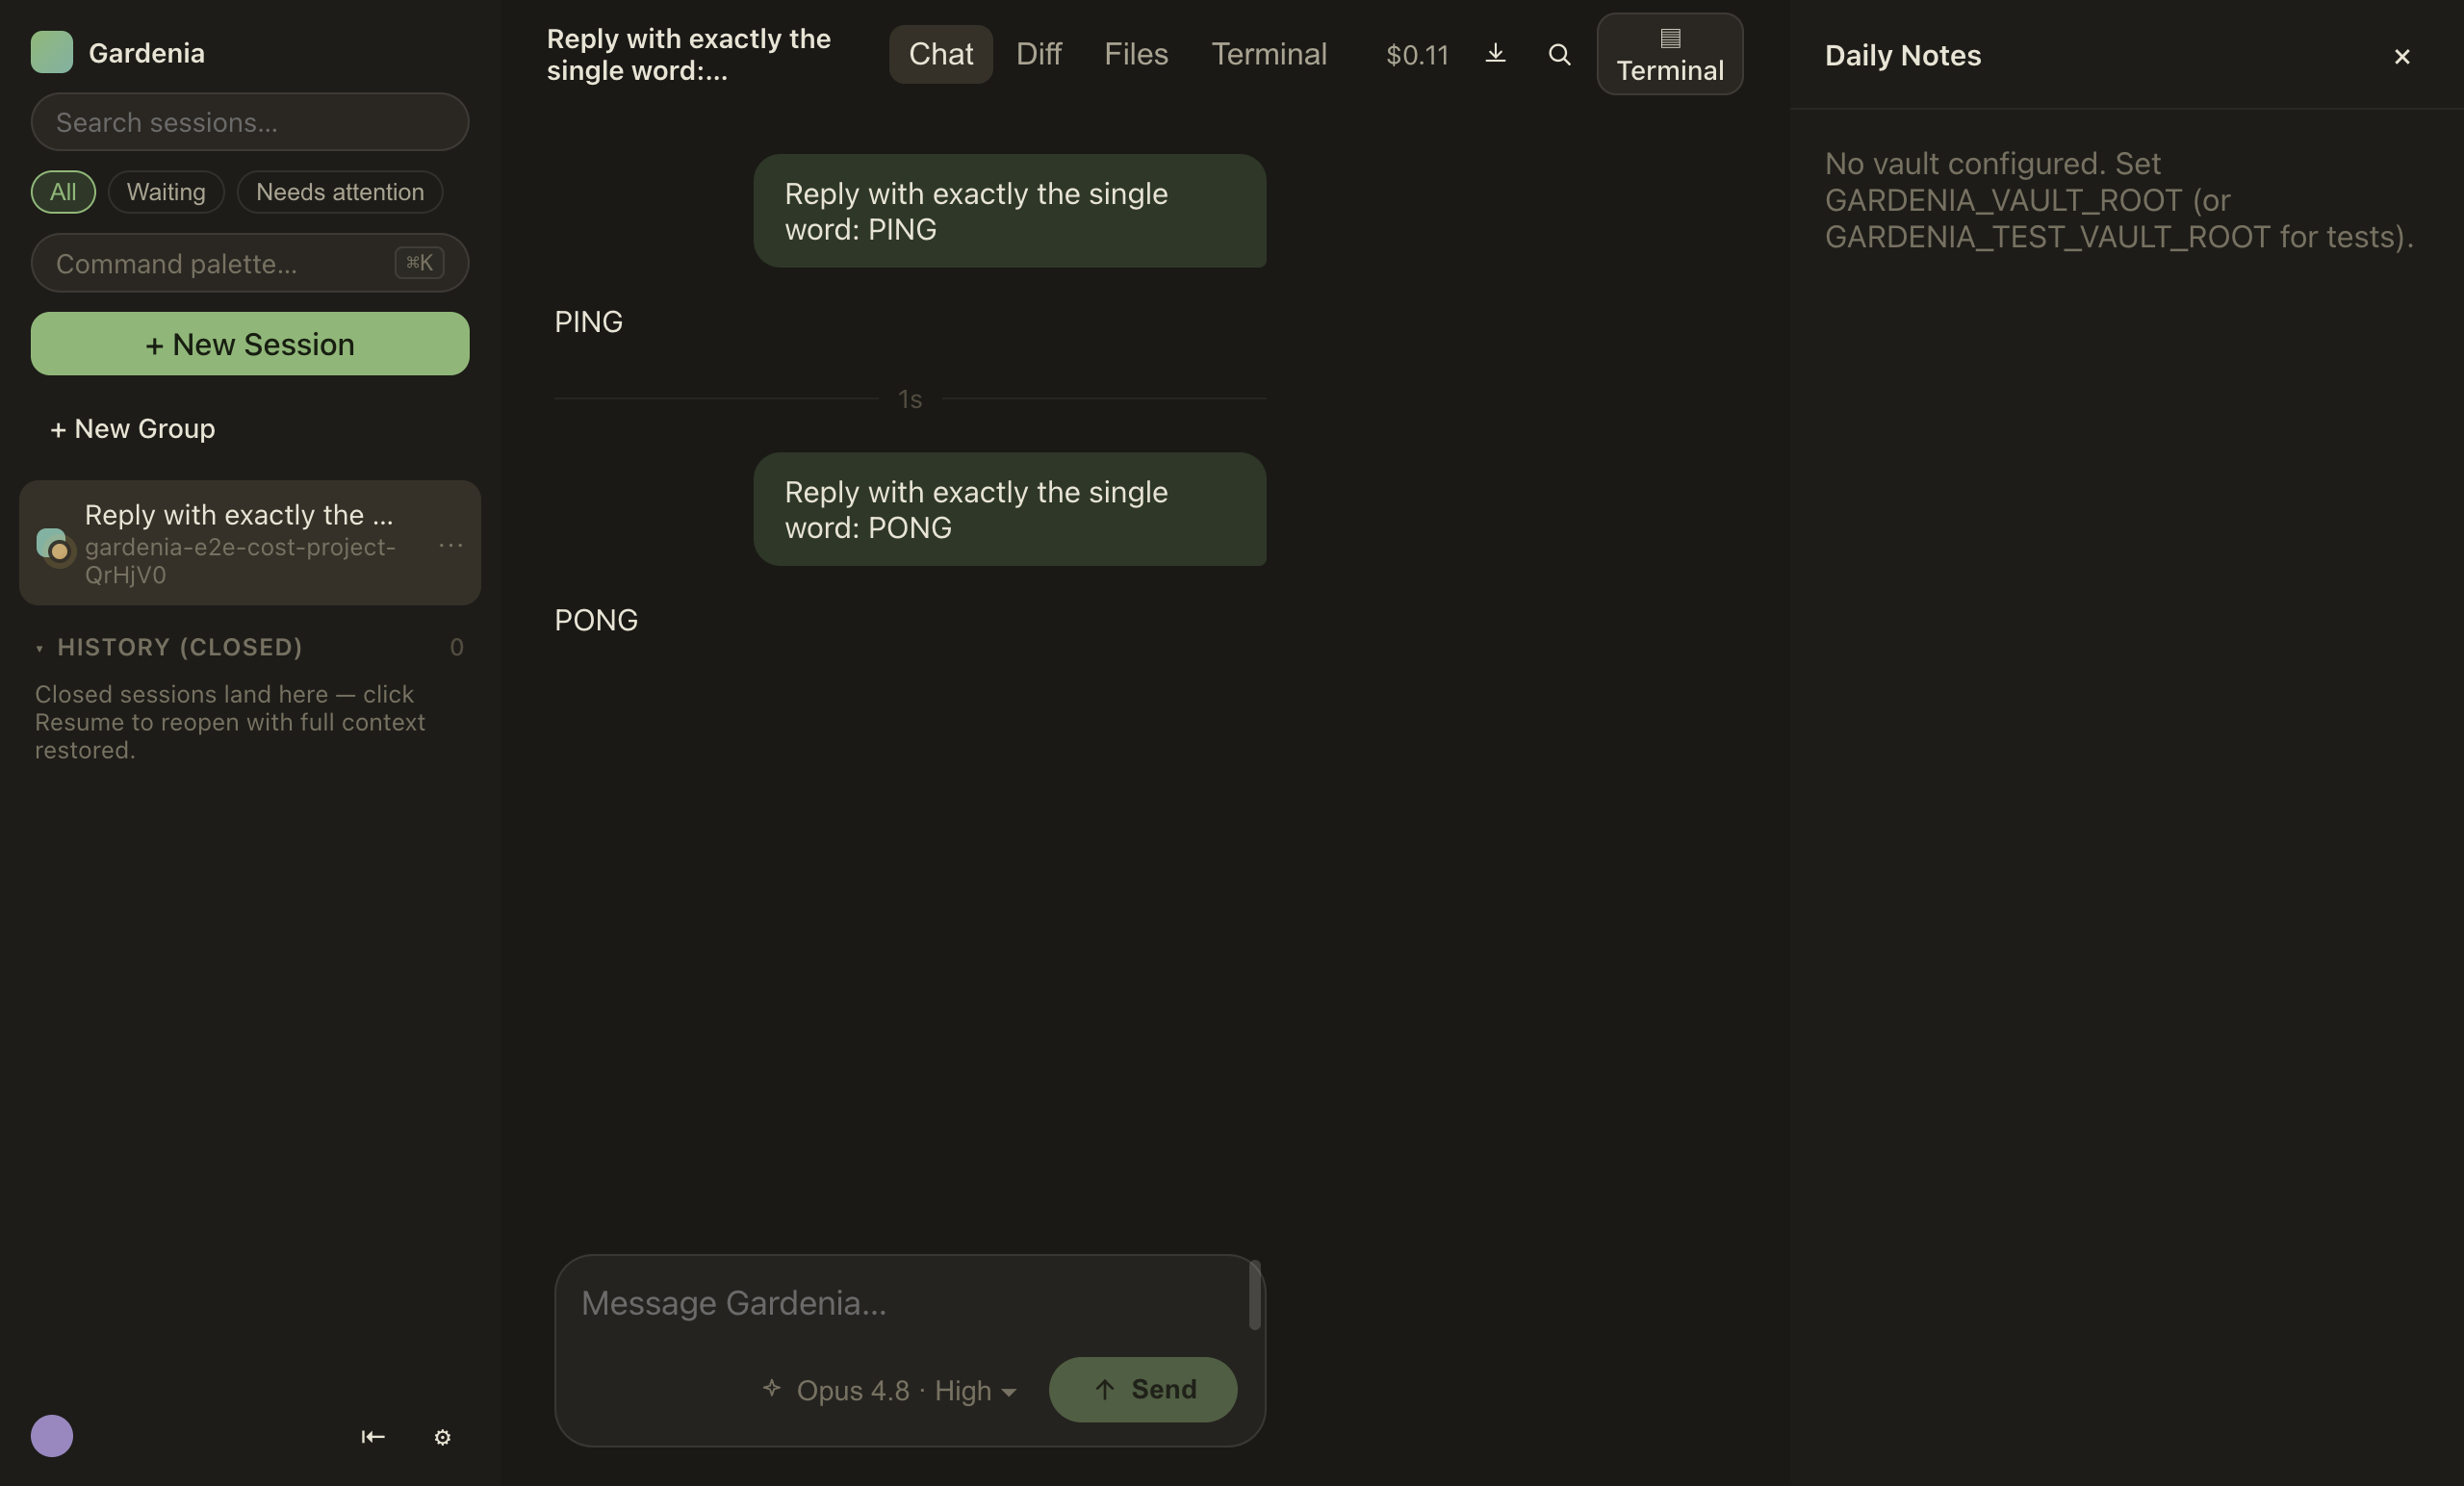 Gardenia
Search sessions...
All
Waiting
Needs attention
Command palette...
⌘K
+ New Session
+ New Group
Reply with exactly the ...
gardenia-e2e-cost-project-
QrHjV0
HISTORY (CLOSED)
0
Closed sessions land here — click
Resume to reopen with full context
restored.
Reply with exactly the
single word:...
Chat
Diff
Files
Terminal
$0.11
Terminal
Reply with exactly the single
word: PING
PING
1s
Reply with exactly the single
word: PONG
PONG
Message Gardenia...
Opus 4.8 · High
Send
Daily Notes
No vault configured. Set
GARDENIA_VAULT_ROOT (or
GARDENIA_TEST_VAULT_ROOT for tests).